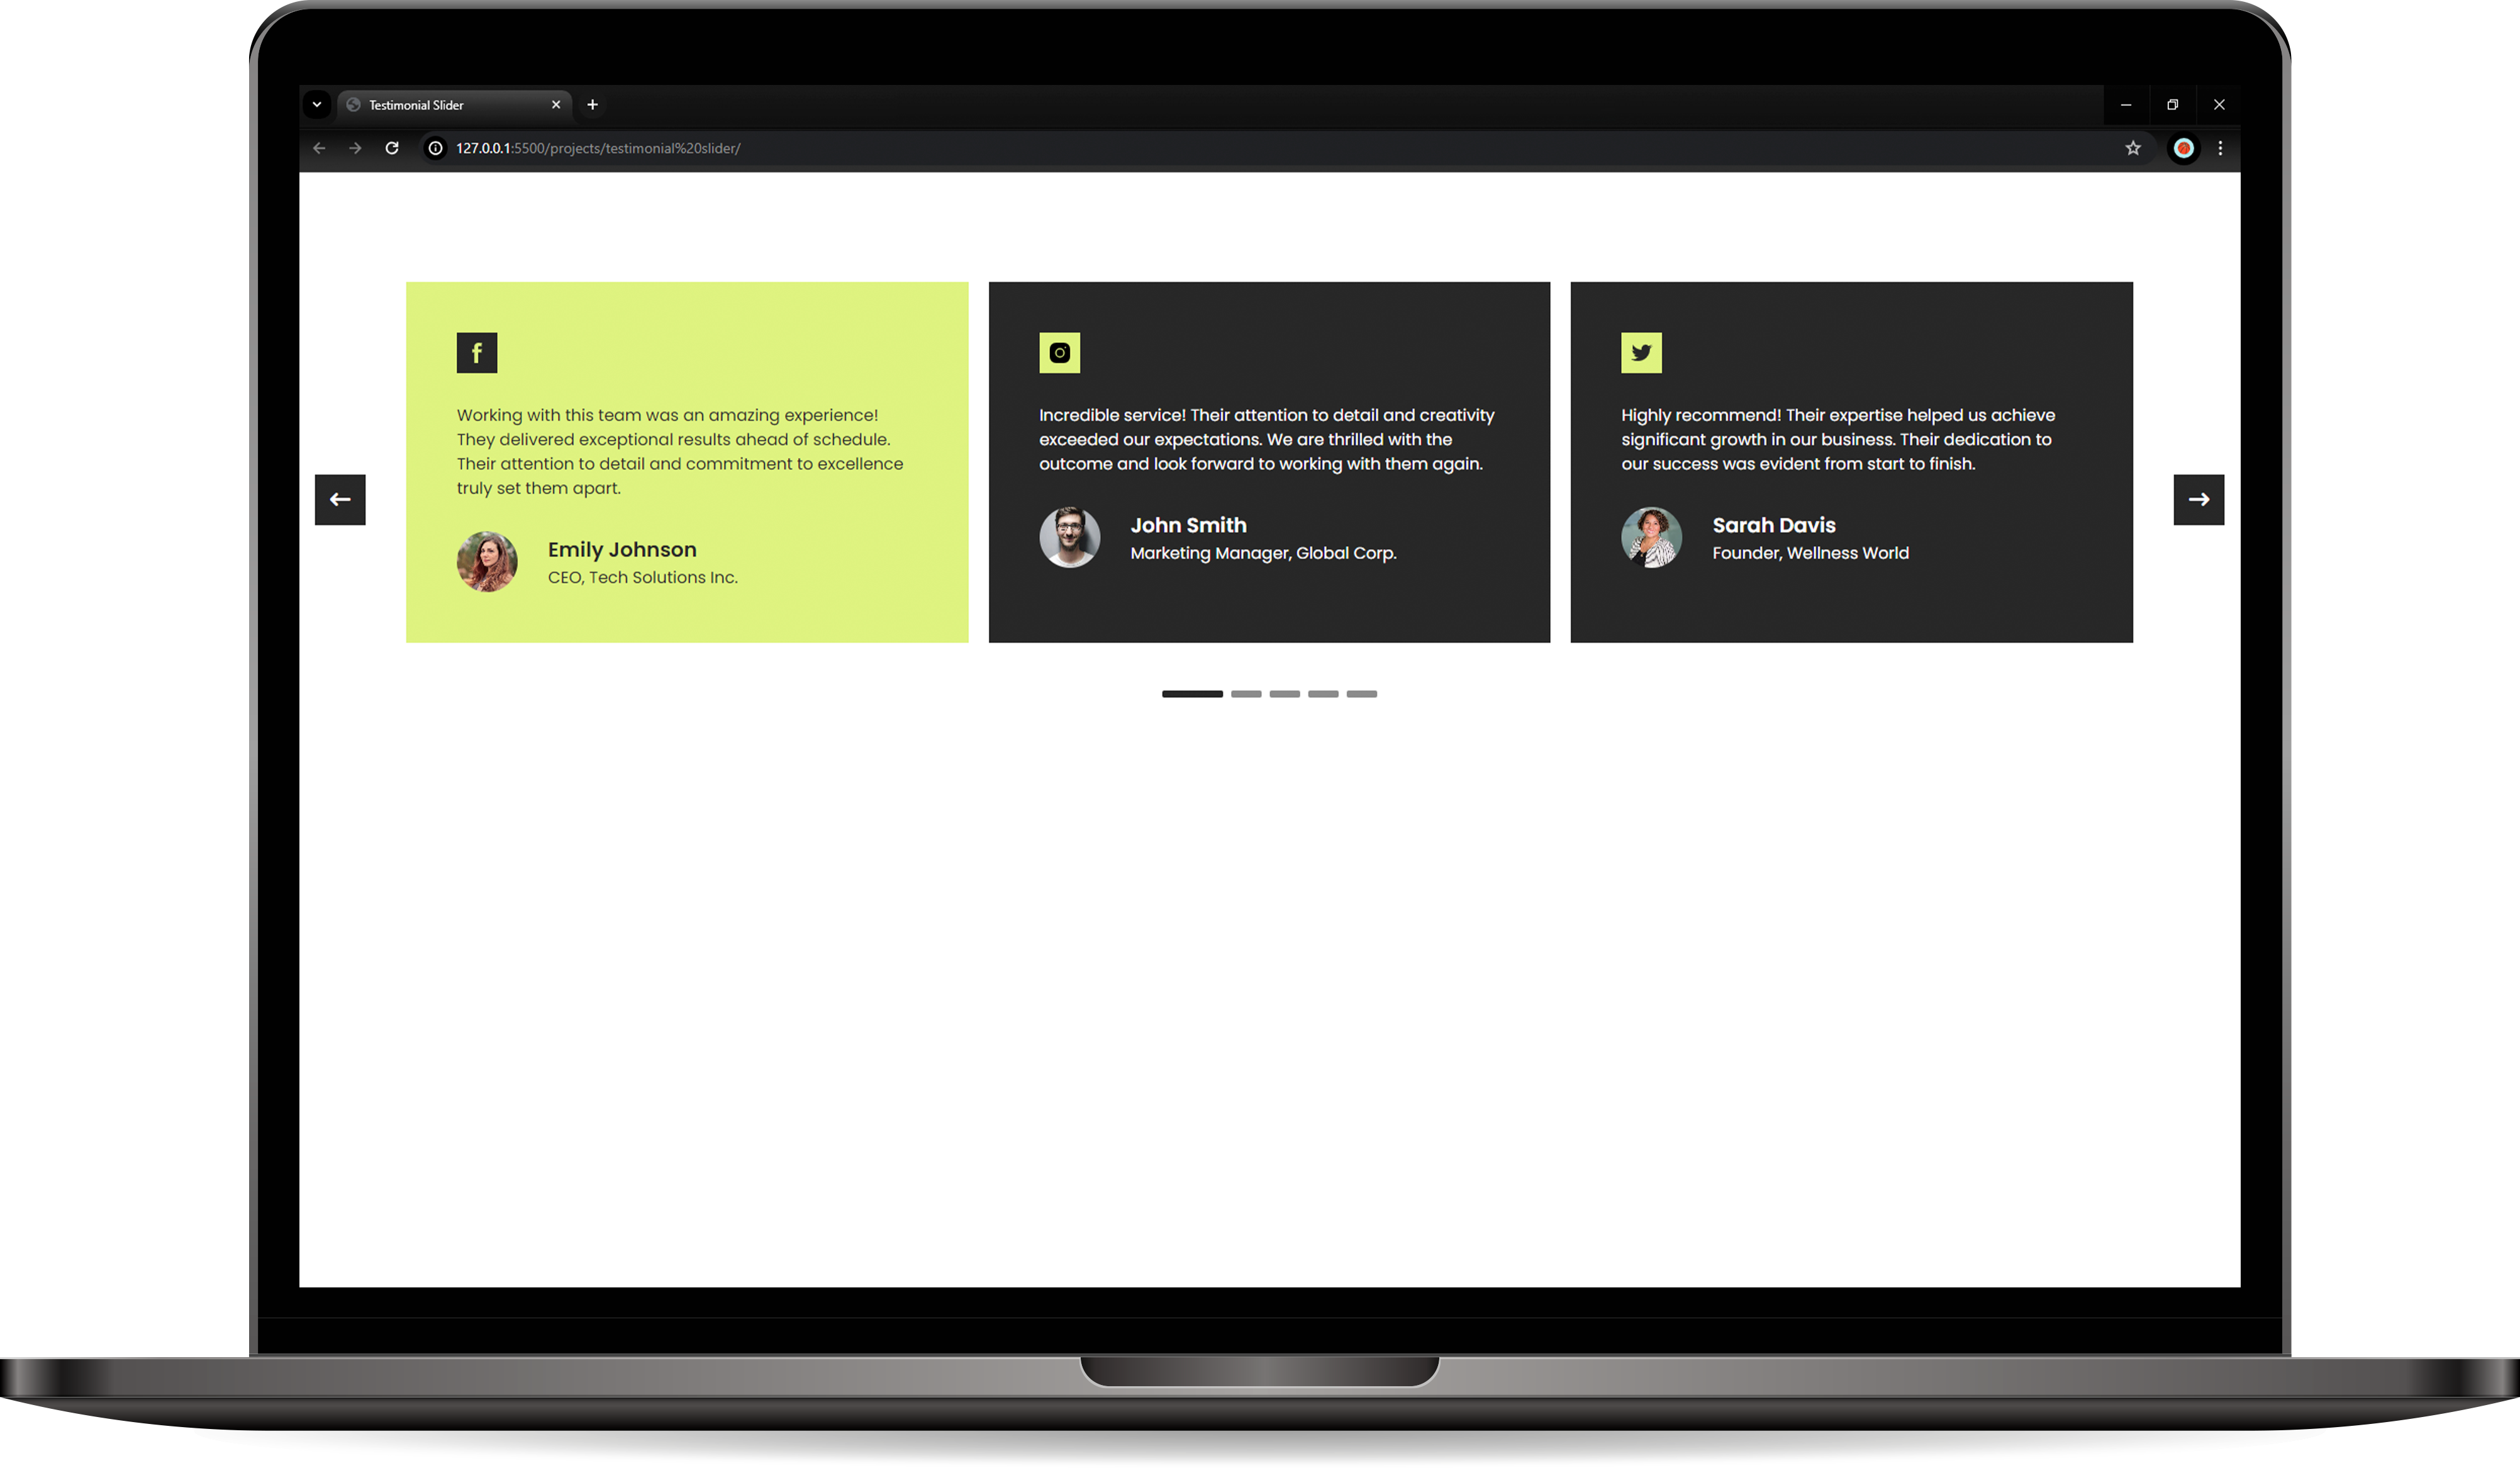 Testimonial Slider
127.0.0.1:5500/projects/testimonial%20slider/
Working with this team was an amazing experience!
They delivered exceptional results ahead of schedule.
Their attention to detail and commitment to excellence
truly set them apart.
Emily Johnson
CEO, Tech Solutions Inc.
Incredible service! Their attention to detail and creativity
exceeded our expectations. We are thrilled with the
outcome and look forward to working with them again.
John Smith
Marketing Manager, Global Corp.
Highly recommend! Their expertise helped us achieve
significant growth in our business. Their dedication to
our success was evident from start to finish.
Sarah Davis
Founder, Wellness World